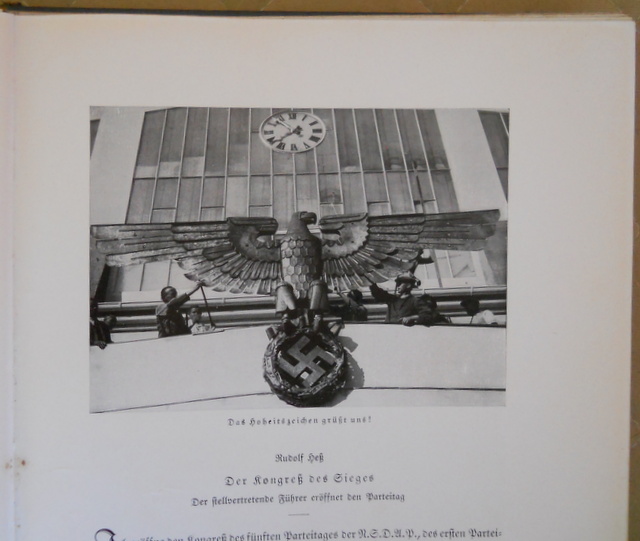 Das Hoheitszeichen grüßt uns!
Rudolf Heß
Der Kongreß des Sieges
Der stellvertretende Führer eröffnet den Parteitag
den Kongreß des fünften Parteitages der N.S.D.A.P., des ersten Partei-